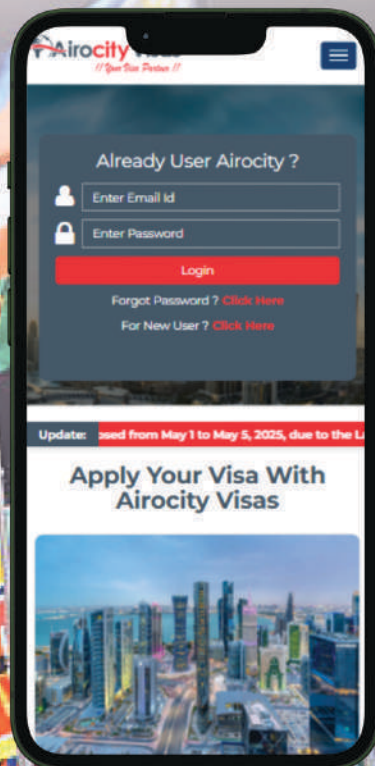 Airocity Visas
// Your Visa Partner //
Already User Airocity ?
Enter Email Id
Enter Password
Login
Forgot Password ? Click Here
For New User ? Click Here
Update: osed from May 1 to May 5, 2025, due to the La
Apply Your Visa With
Airocity Visas